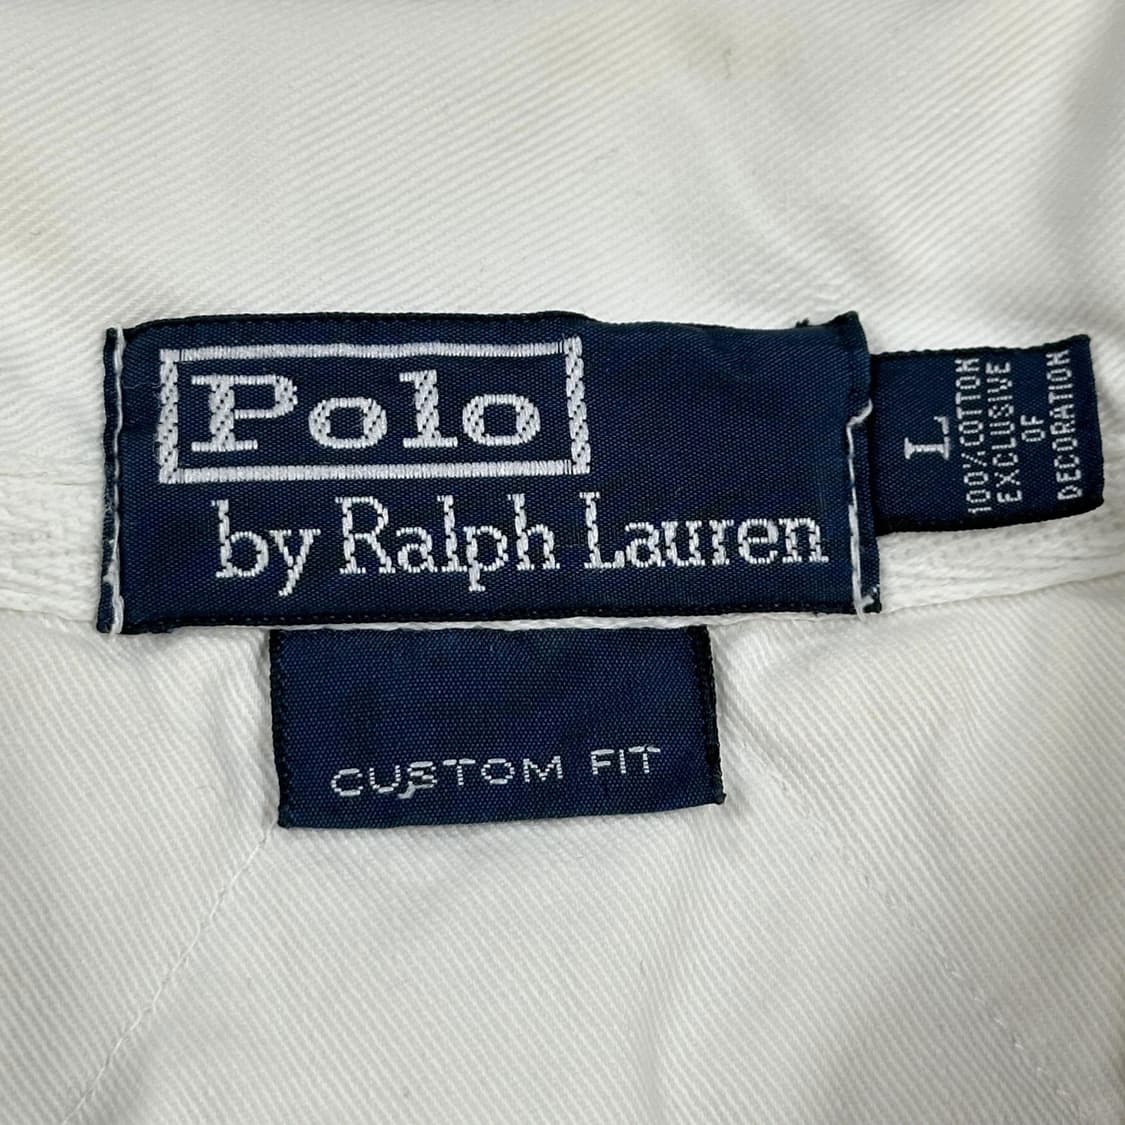 Polo
by Ralph Lauren
L
100% COTTON
EXCLUSIVE
OF
DECORATION
CUSTOM FIT